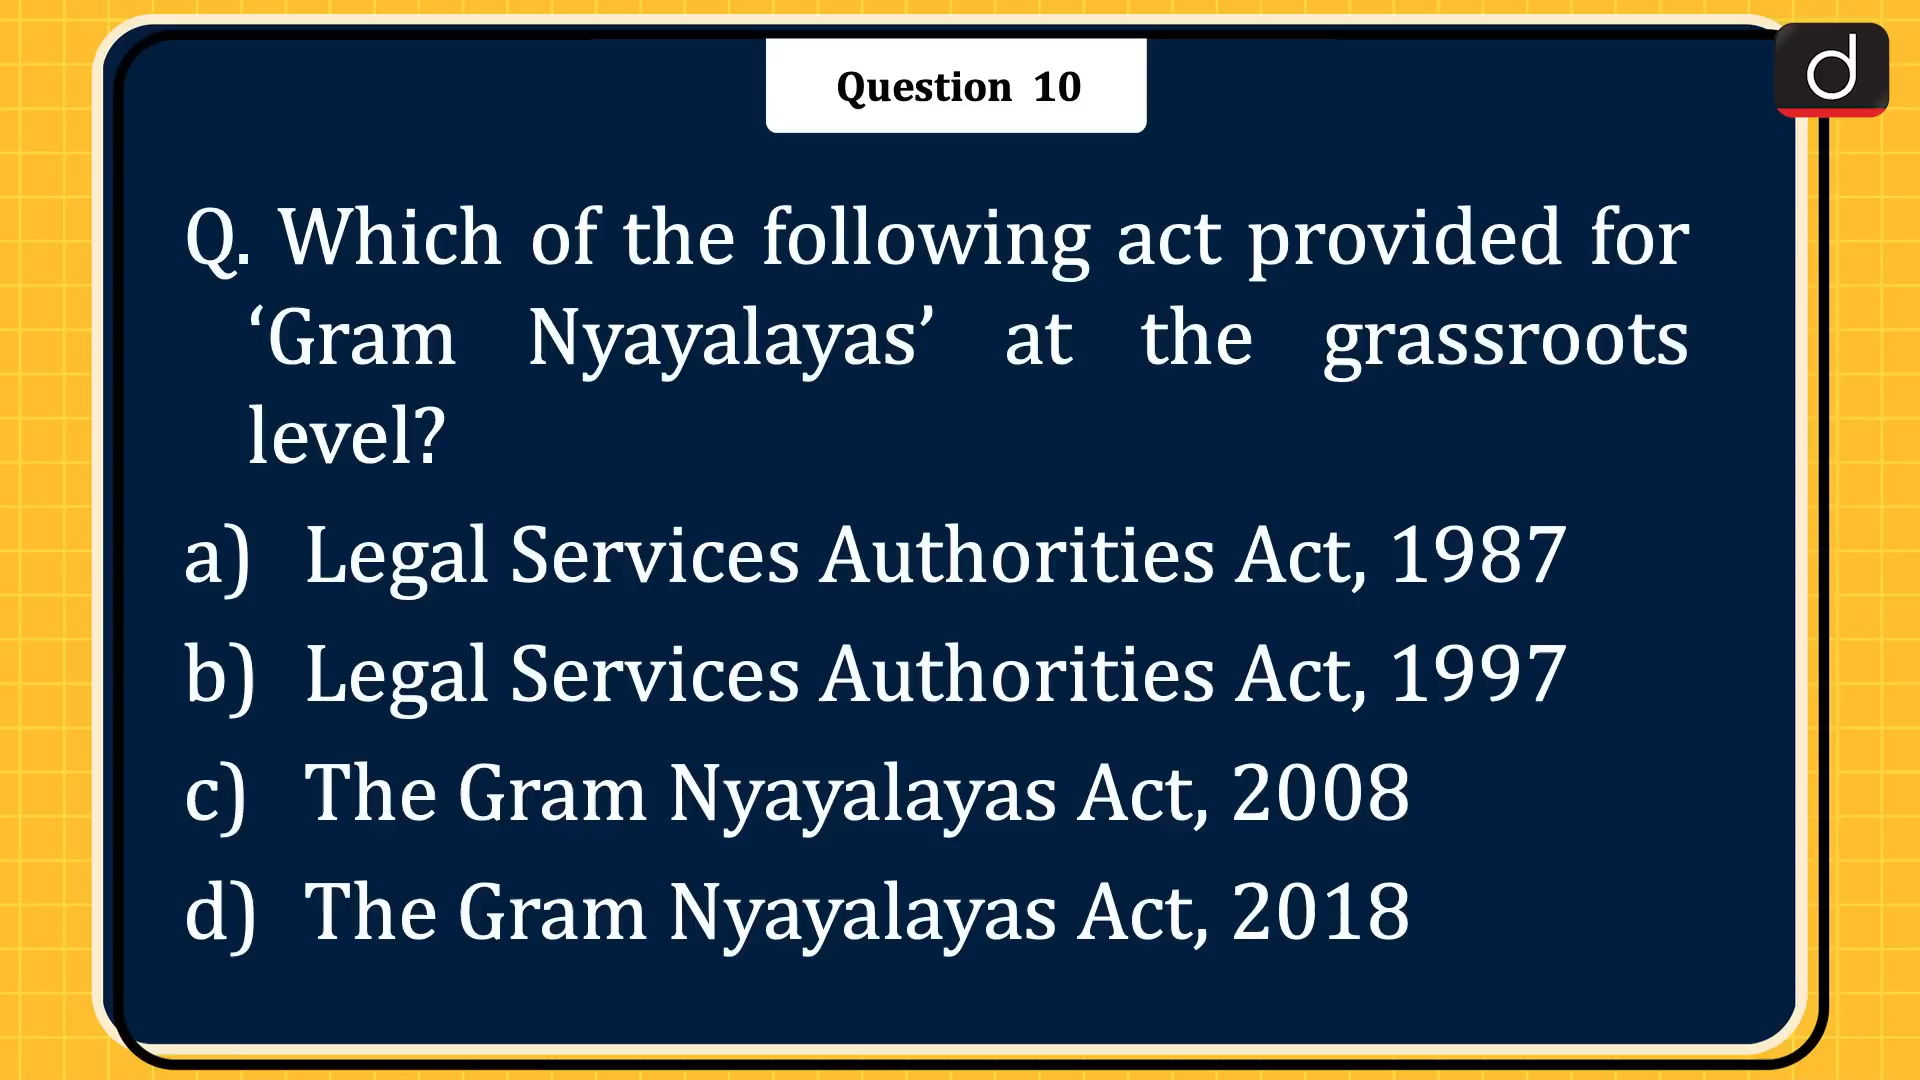 Question 10
Q. Which of the following act provided for
‘Gram Nyayalayas’ at the grassroots
level?
a) Legal Services Authorities Act, 1987
b) Legal Services Authorities Act, 1997
c) The Gram Nyayalayas Act, 2008
d) The Gram Nyayalayas Act, 2018